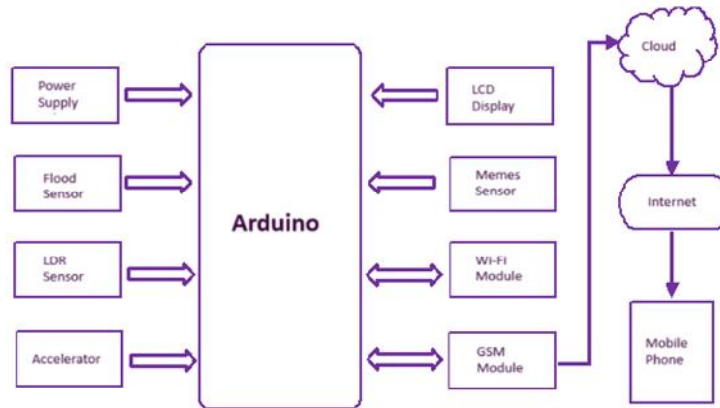 Power
Supply
Flood
Sensor
LDR
Sensor
Accelerator
Arduino
LCD
Display
Memes
Sensor
WI-FI
Module
GSM
Module
Cloud
Internet
Mobile
Phone